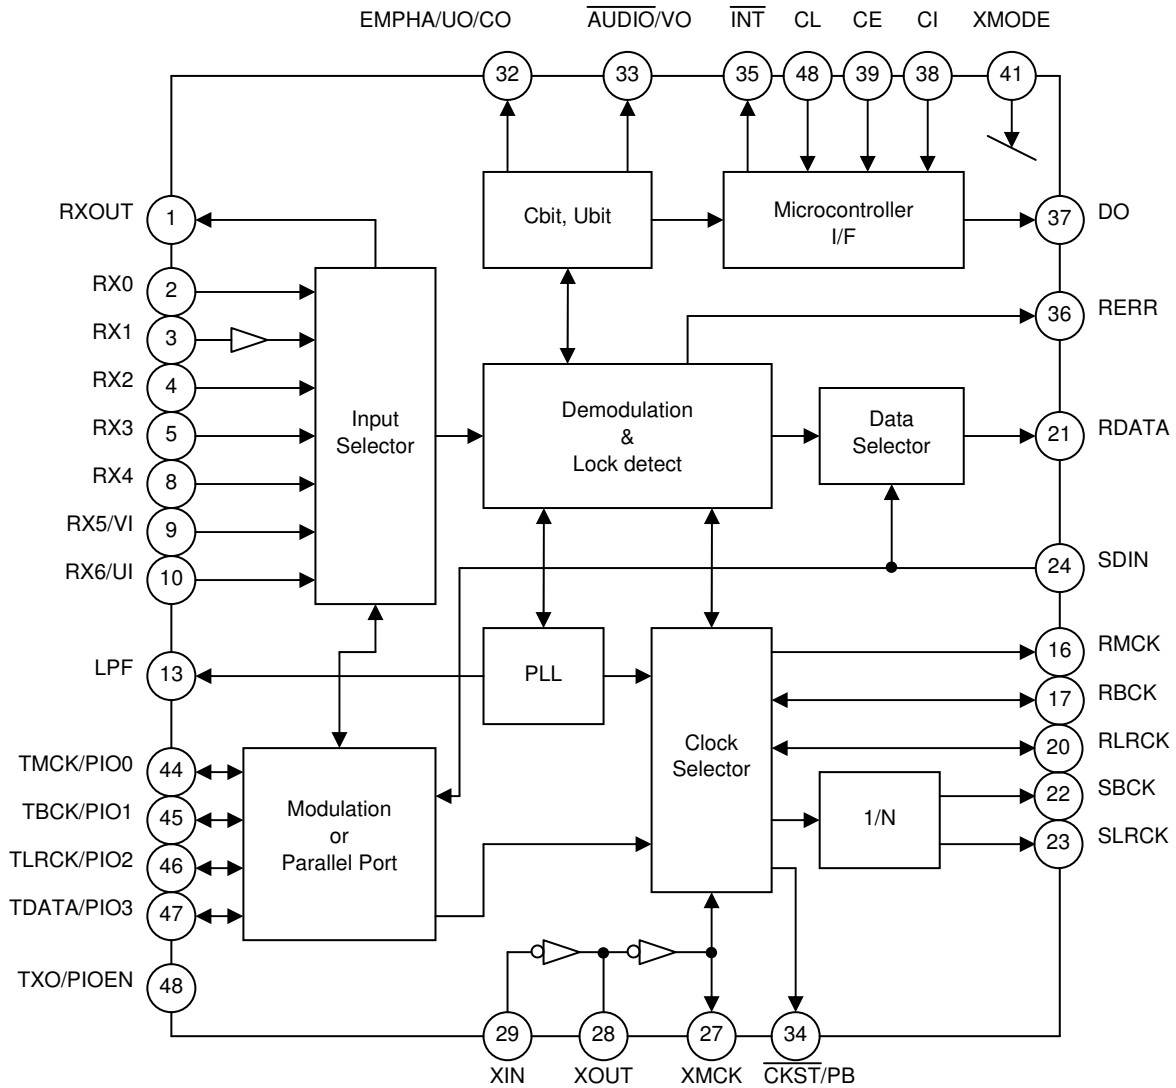 EMPHA/UO/CO
AUDIO/VO
INT
CL
CE
CI
XMODE
32
33
35
48
39
38
41
RXOUT
1
Cbit, Ubit
Microcontroller
I/F
37
DO
RX0
2
RX1
3
RX2
4
RX3
5
RX4
8
RX5/VI
9
RX6/UI
10
Input
Selector
Demodulation
&
Lock detect
Data
Selector
36
RERR
21
RDATA
24
SDIN
LPF
13
PLL
Clock
Selector
16
RMCK
17
RBCK
20
RLRCK
22
SBCK
23
SLRCK
1/N
TMCK/PIO0
44
TBCK/PIO1
45
TLRCK/PIO2
46
TDATA/PIO3
47
TXO/PIOEN
48
Modulation
or
Parallel Port
29
28
27
34
XIN
XOUT
XMCK
CKST/PB